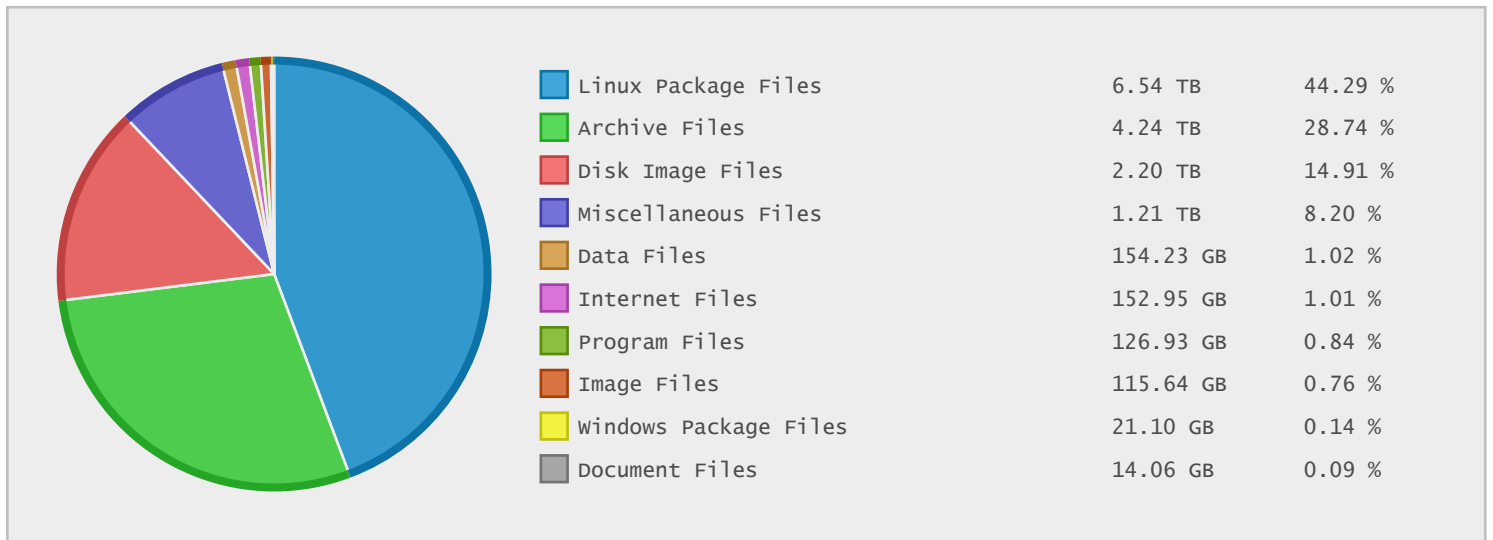 Linux Package Files 6.54 TB 44.29 %
Archive Files 4.24 TB 28.74 %
Disk Image Files 2.20 TB 14.91 %
Miscellaneous Files 1.21 TB 8.20 %
Data Files 154.23 GB 1.02 %
Internet Files 152.95 GB 1.01 %
Program Files 126.93 GB 0.84 %
Image Files 115.64 GB 0.76 %
Windows Package Files 21.10 GB 0.14 %
Document Files 14.06 GB 0.09 %